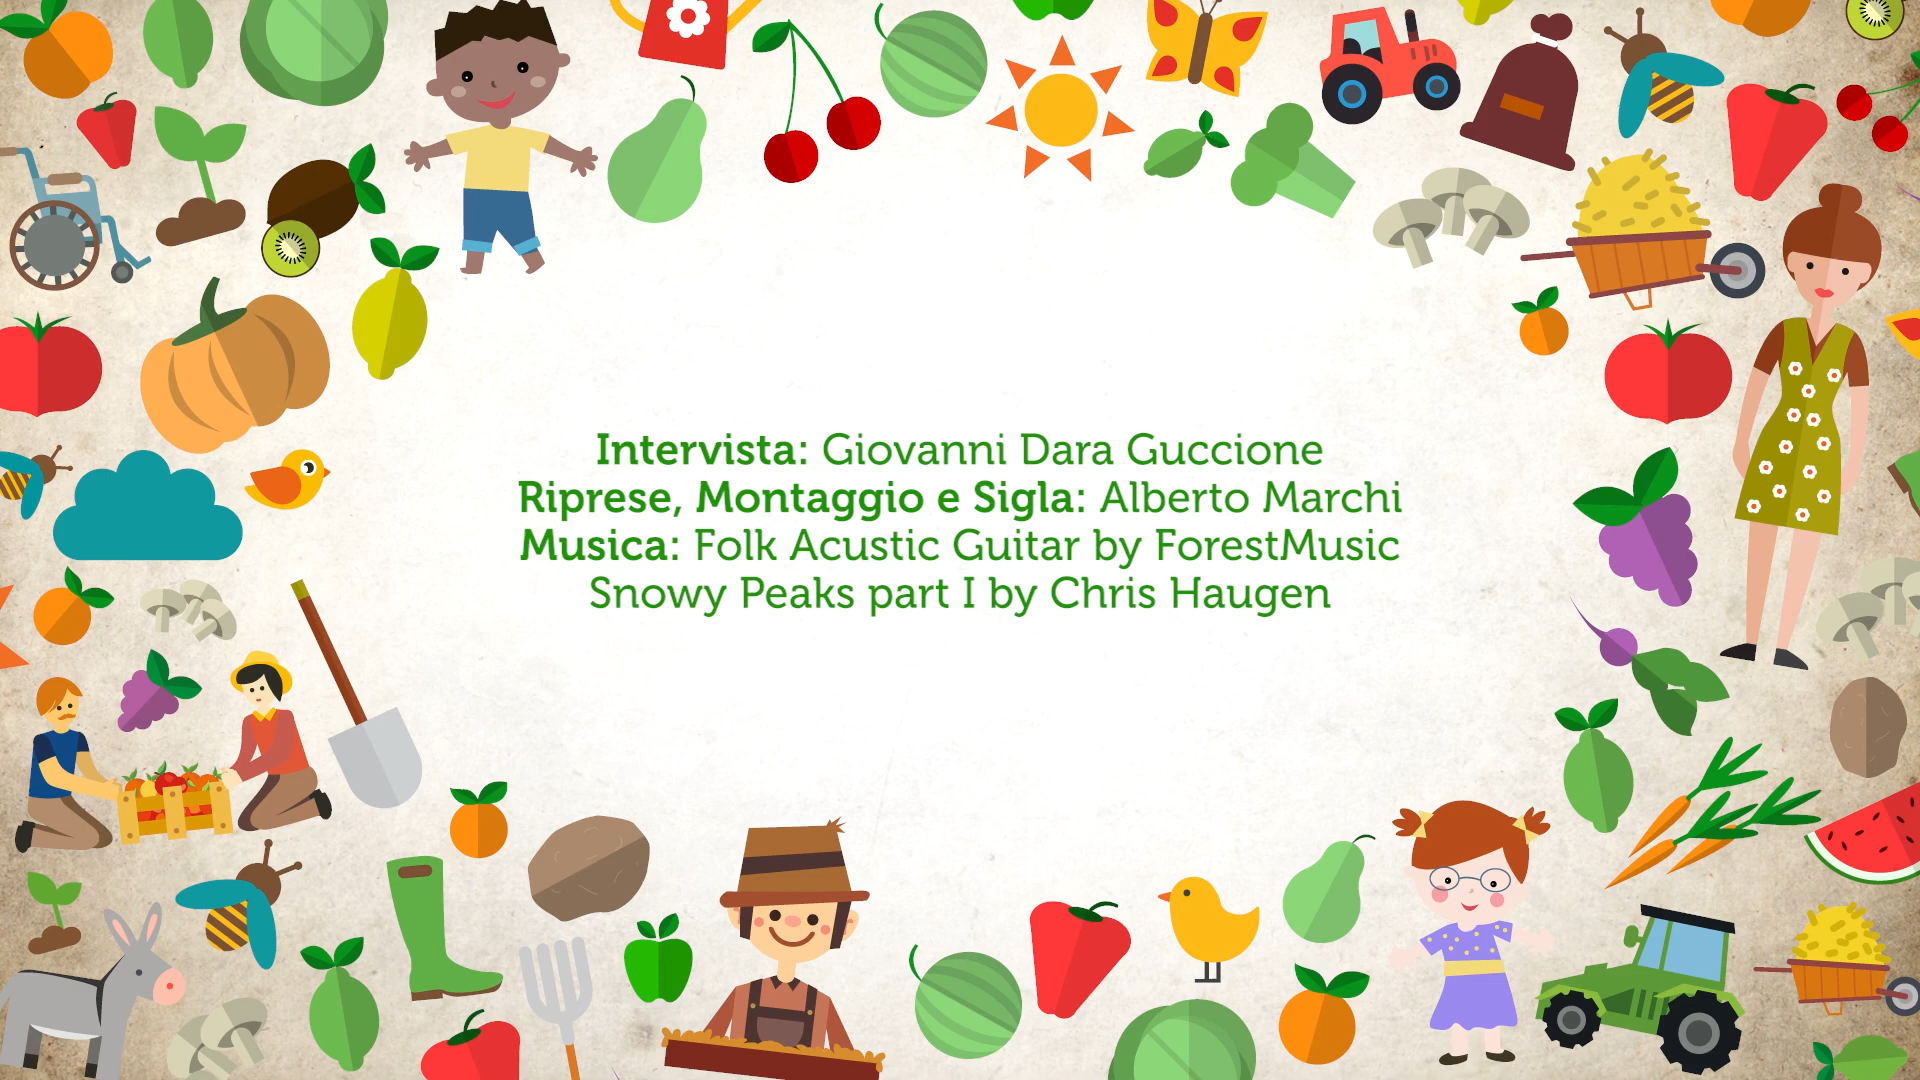 Intervista: Giovanni Dara Guccione
Riprese, Montaggio e Sigla: Alberto Marchi
Musica: Folk Acustic Guitar by ForestMusic
Snowy Peaks part I by Chris Haugen